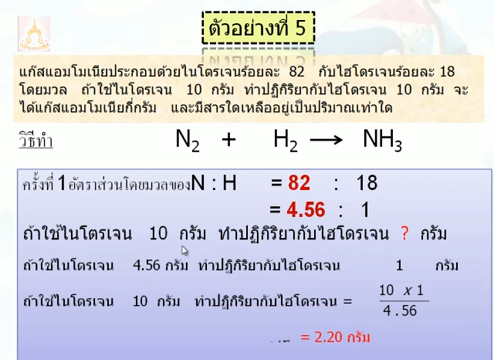 ตัวอย่างที่ 5
แก๊สแอมโมเนียประกอบด้วยไนโตรเจนร้อยละ 82 กับไฮโดรเจนร้อยละ 18
โดยมวล ถ้าใช้ไนโตรเจน 10 กรัม ทำปฏิกิริยากับไฮโดรเจน 10 กรัม จะ
ได้แก๊สแอมโมเนียกี่กรัม และมีสารใดเหลืออยู่เป็นปริมาณเท่าใด
วิธีทำ N₂ + H₂ → NH₃
ครั้งที่ 1 อัตราส่วนโดยมวลของ N : H = 82 : 18
= 4.56 : 1
ถ้าใช้ไนโตรเจน 10 กรัม ทำปฏิกิริยากับไฮโดรเจน ? กรัม
ถ้าใช้ไนโดรเจน 4.56 กรัม ทำปฏิกิริยากับไฮโดรเจน 1 กรัม
ถ้าใช้ไนโดรเจน 10 กรัม ทำปฏิกิริยากับไฮโดรเจน = 10 x 1
4.56
= 2.20 กรัม